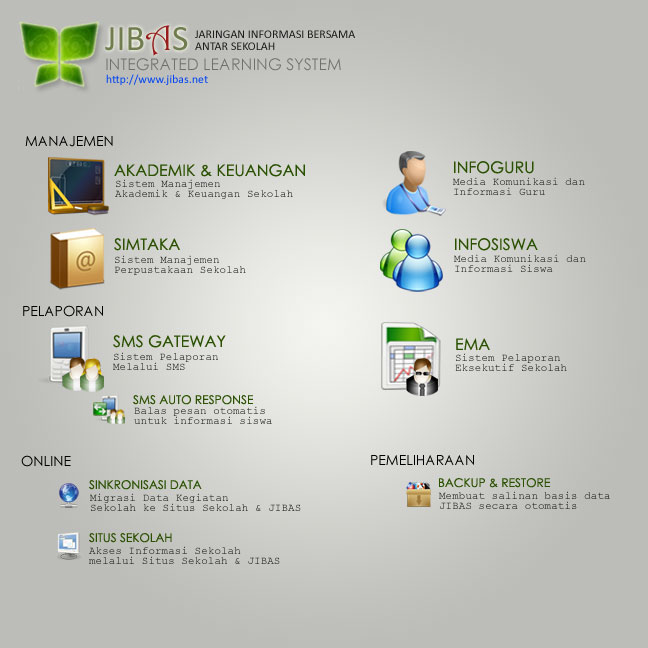 JIBAS JARINGAN INFORMASI BERSAMA
ANTAR SEKOLAH
INTEGRATED LEARNING SYSTEM
http://www.jibas.net
MANAJEMEN
AKADEMIK & KEUANGAN
Sistem Manajemen
Akademik & Keuangan Sekolah
INFOGURU
Media Komunikasi dan
Informasi Guru
SIMTAKA
Sistem Manajemen
Perpustakaan Sekolah
INFOSISWA
Media Komunikasi dan
Informasi Siswa
PELAPORAN
SMS GATEWAY
Sistem Pelaporan
Melalui SMS
EMA
Sistem Pelaporan
Eksekutif Sekolah
SMS AUTO RESPONSE
Balas pesan otomatis
untuk informasi siswa
ONLINE
SINKRONISASI DATA
Migrasi Data Kegiatan
Sekolah ke Situs Sekolah & JIBAS
SITUS SEKOLAH
Akses Informasi Sekolah
melalui Situs Sekolah & JIBAS
PEMELIHARAAN
BACKUP & RESTORE
Membuat salinan basis data
JIBAS secara otomatis